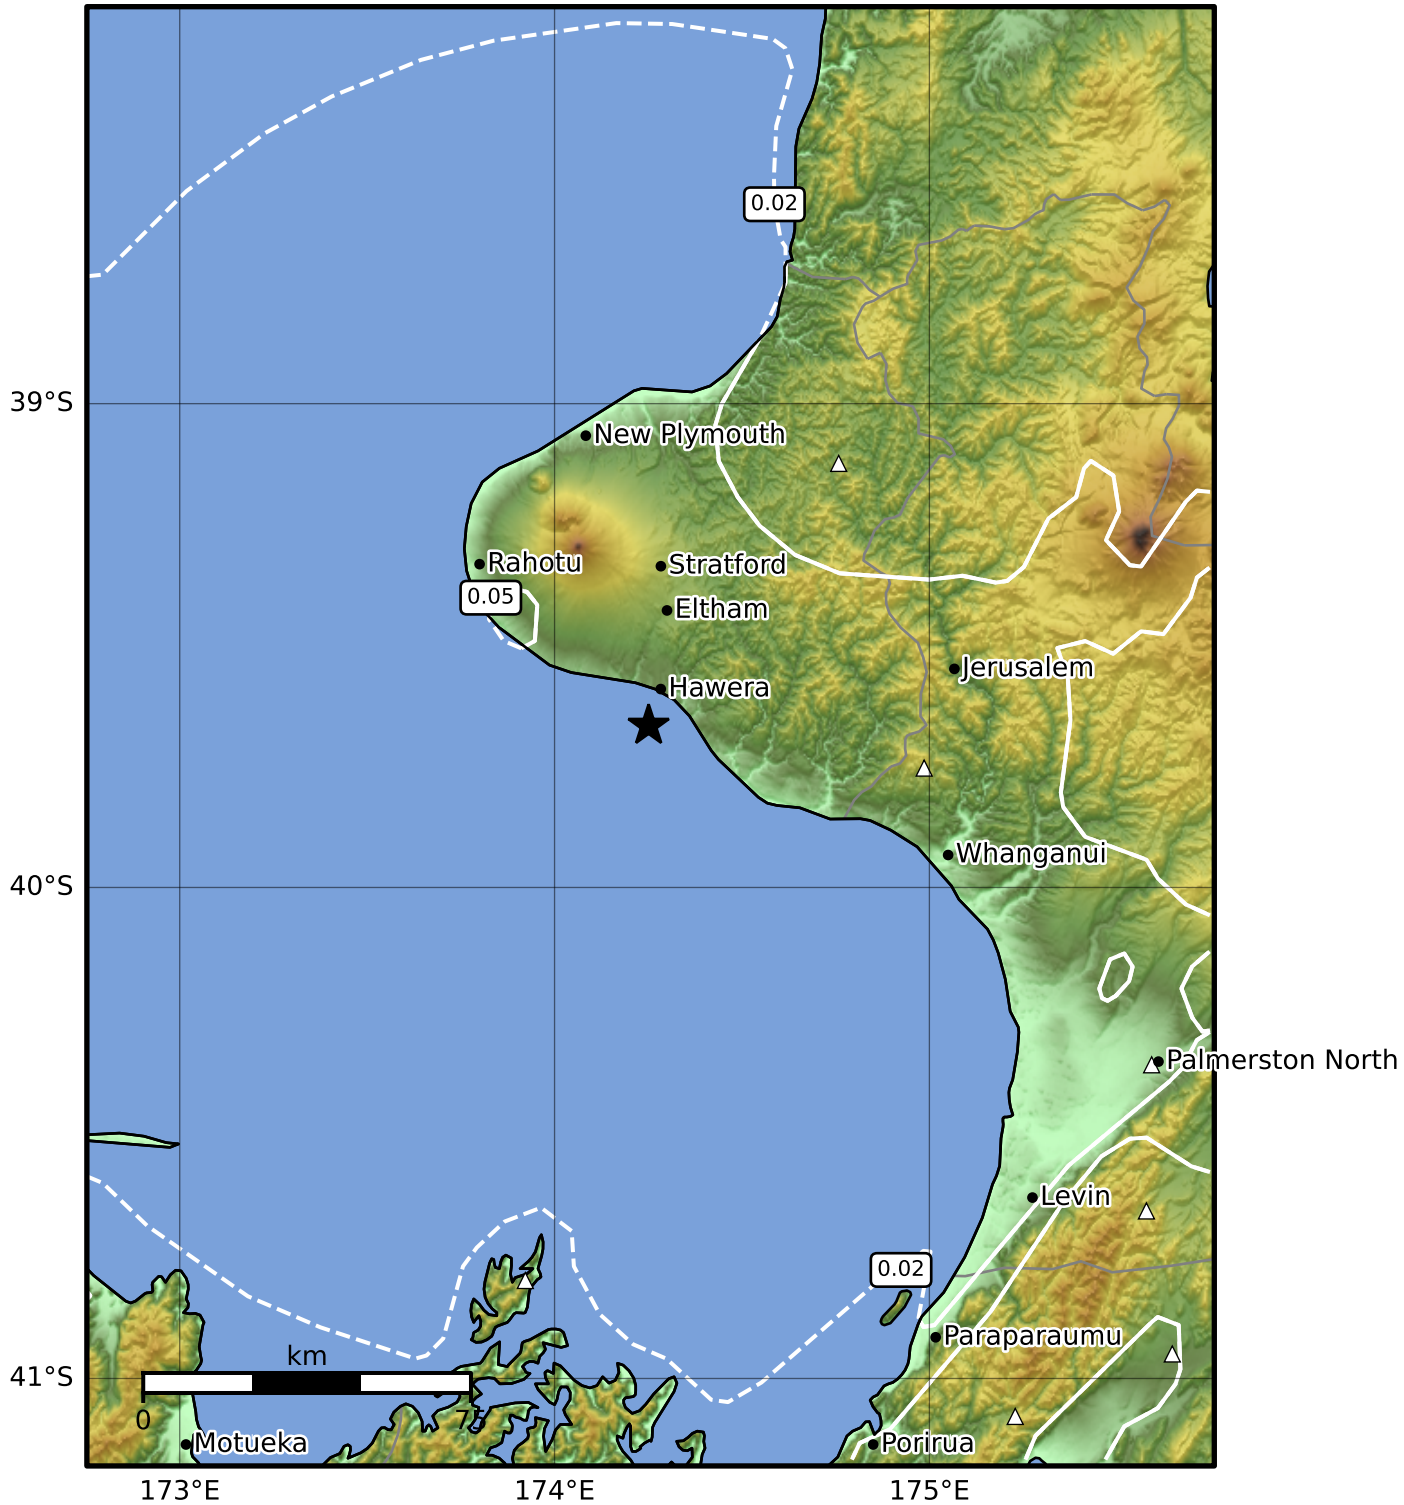 0.02
39°S
New Plymouth
Rahotu
Stratford
0.05
Eltham
Jerusalem
Hawera
Whanganui
40°S
Palmerston North
Levin
0.02
Paraparaumu
km
41°S
0
75
Motueka
Porirua
173°E
174°E
175°E